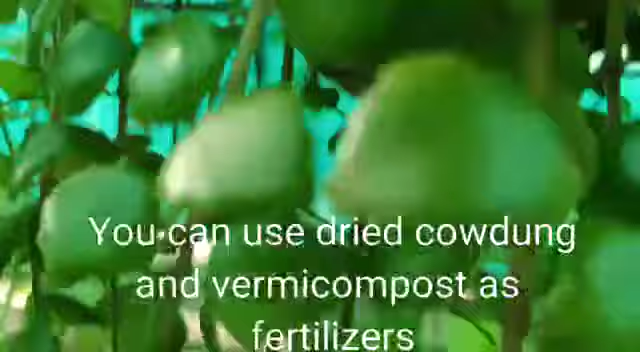 You can use dried cowdung
and vermicompost as
fertilizers